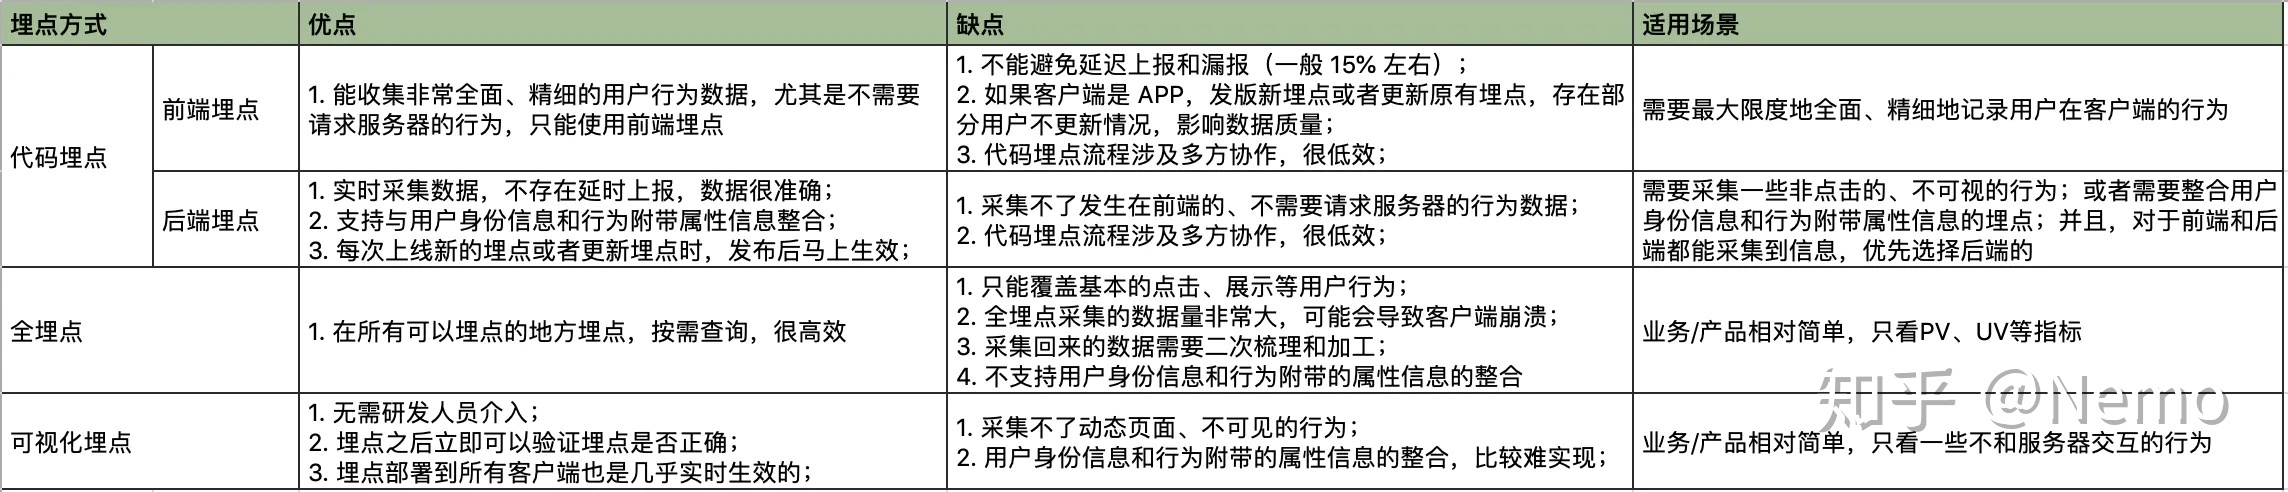 埋点方式
优点
缺点
适用场景
代码埋点
前端埋点
1. 能收集非常全面、精细的用户行为数据，尤其是不需要
请求服务器的行为，只能使用前端埋点
1. 不能避免延迟上报和漏报（一般 15% 左右）；
2. 如果客户端是 APP，发版新埋点或者更新原有埋点，存在部
分用户不更新情况，影响数据质量；
3. 代码埋点流程涉及多方协作，很低效；
需要最大限度地全面、精细地记录用户在客户端的行为
后端埋点
1. 实时采集数据，不存在延时上报，数据很准确；
2. 支持与用户身份信息和行为附带属性信息整合；
3. 每次上线新的埋点或者更新埋点时，发布后马上生效；
1. 采集不了发生在前端的、不需要请求服务器的行为数据；
2. 代码埋点流程涉及多方协作，很低效；
需要采集一些非点击的、不可视的行为；或者需要整合用户
身份信息和行为附带属性信息的埋点；并且，对于前端和后
端都能采集到信息，优先选择后端的
全埋点
1. 在所有可以埋点的地方埋点，按需查询，很高效
1. 只能覆盖基本的点击、展示等用户行为；
2. 全埋点采集的数据量非常大，可能会导致客户端崩溃；
3. 采集回来的数据需要二次梳理和加工；
4. 不支持用户身份信息和行为附带的属性信息的整合
业务/产品相对简单，只看PV、UV等指标
可视化埋点
1. 无需研发人员介入；
2. 埋点之后立即可以验证埋点是否正确；
3. 埋点部署到所有客户端也是几乎实时生效的；
1. 采集不了动态页面、不可见的行为；
2. 用户身份信息和行为附带的属性信息的整合，比较难实现；
业务/产品相对简单，只看一些不和服务器交互的行为
知乎 @Nemo